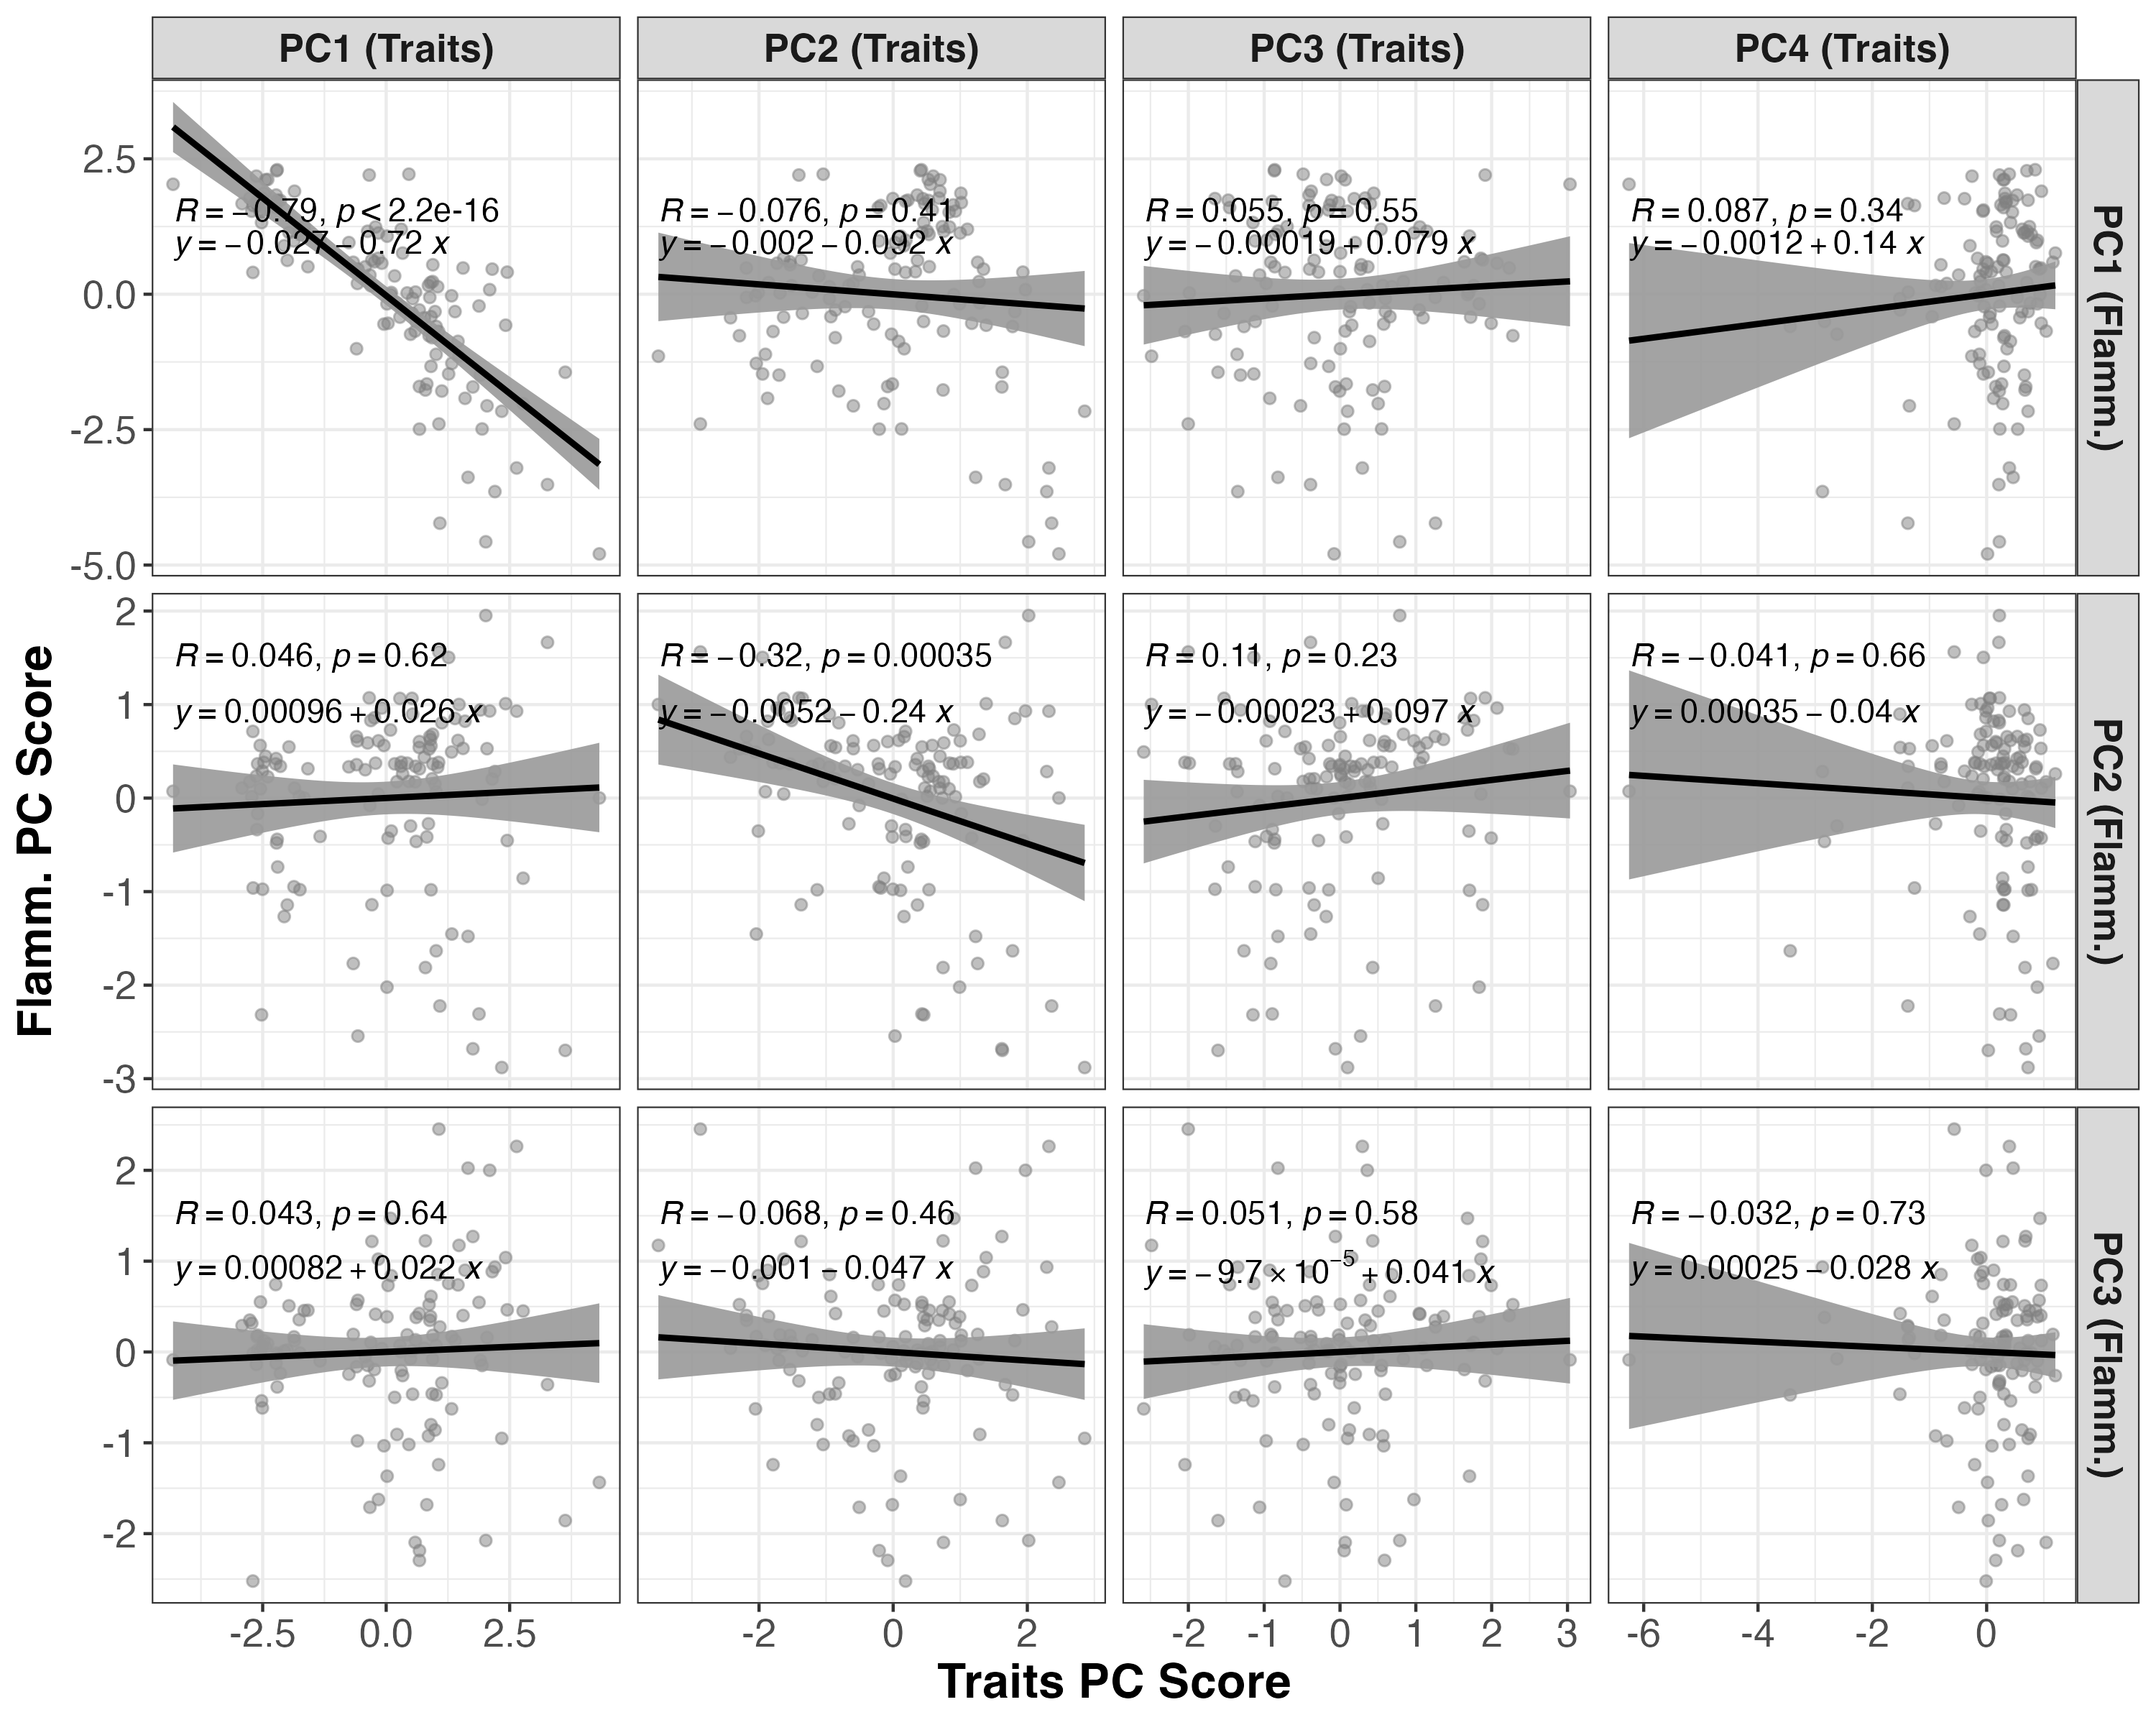 PC1 (Traits) PC2 (Traits) PC3 (Traits) PC4 (Traits)
2.5
0.0
-2.5
-5.0
R = −0.79, p < 2.2e-16
y = −0.027 − 0.72 x
R = −0.076, p = 0.41
y = −0.002 − 0.092 x
R = 0.055, p = 0.55
y = −0.00019 + 0.079 x
R = 0.087, p = 0.34
y = −0.0012 + 0.14 x
PC1 (Flamm.)
Flamm. PC Score
2
1
0
-1
-2
-3
R = 0.046, p = 0.62
y = 0.00096 + 0.026 x
R = −0.32, p = 0.00035
y = −0.0052 − 0.24 x
R = 0.11, p = 0.23
y = −0.00023 + 0.097 x
R = −0.041, p = 0.66
y = 0.00035 − 0.04 x
PC2 (Flamm.)
2
1
0
-1
-2
R = 0.043, p = 0.64
y = 0.00082 + 0.022 x
R = −0.068, p = 0.46
y = −0.001 − 0.047 x
R = 0.051, p = 0.58
y = −9.7 × 10⁻⁵ + 0.041 x
R = −0.032, p = 0.73
y = 0.00025 − 0.028 x
PC3 (Flamm.)
-2.5 0.0 2.5 -2 0 2 -2 -1 0 1 2 3 -6 -4 -2 0
Traits PC Score